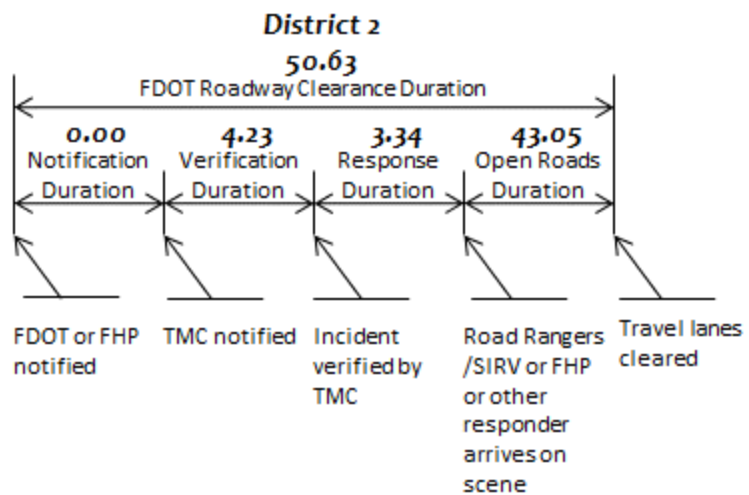 District 2
50.63
FDOT Roadway Clearance Duration
0.00
Notification
Duration
4.23
Verification
Duration
3.34
Response
Duration
43.05
Open Roads
Duration
FDOT or FHP
notified
TMC notified
Incident
verified by
TMC
Road Rangers
/SIRV or FHP
or other
responder
arrives on
scene
Travel lanes
cleared